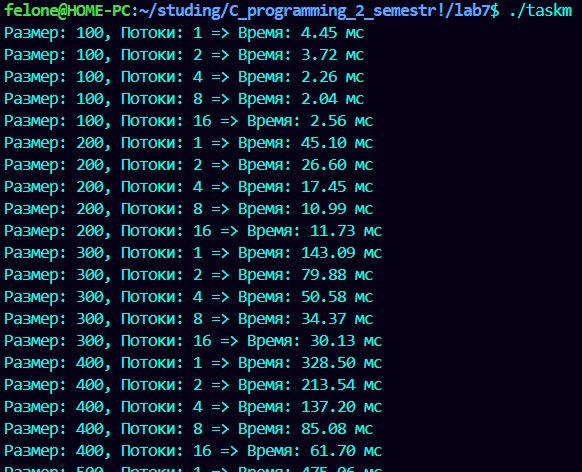 felone@HOME-PC:~/studing/C_programming_2_semestr!/lab7$ ./taskm
Размер: 100, Потоки: 1 => Время: 4.45 мс
Размер: 100, Потоки: 2 => Время: 3.72 мс
Размер: 100, Потоки: 4 => Время: 2.26 мс
Размер: 100, Потоки: 8 => Время: 2.04 мс
Размер: 100, Потоки: 16 => Время: 2.56 мс
Размер: 200, Потоки: 1 => Время: 45.10 мс
Размер: 200, Потоки: 2 => Время: 26.60 мс
Размер: 200, Потоки: 4 => Время: 17.45 мс
Размер: 200, Потоки: 8 => Время: 10.99 мс
Размер: 200, Потоки: 16 => Время: 11.73 мс
Размер: 300, Потоки: 1 => Время: 143.09 мс
Размер: 300, Потоки: 2 => Время: 79.88 мс
Размер: 300, Потоки: 4 => Время: 50.58 мс
Размер: 300, Потоки: 8 => Время: 34.37 мс
Размер: 300, Потоки: 16 => Время: 30.13 мс
Размер: 400, Потоки: 1 => Время: 328.50 мс
Размер: 400, Потоки: 2 => Время: 213.54 мс
Размер: 400, Потоки: 4 => Время: 137.20 мс
Размер: 400, Потоки: 8 => Время: 85.08 мс
Размер: 400, Потоки: 16 => Время: 61.70 мс
Размер: 500, Потоки: 1 => Время: 475.06 мс